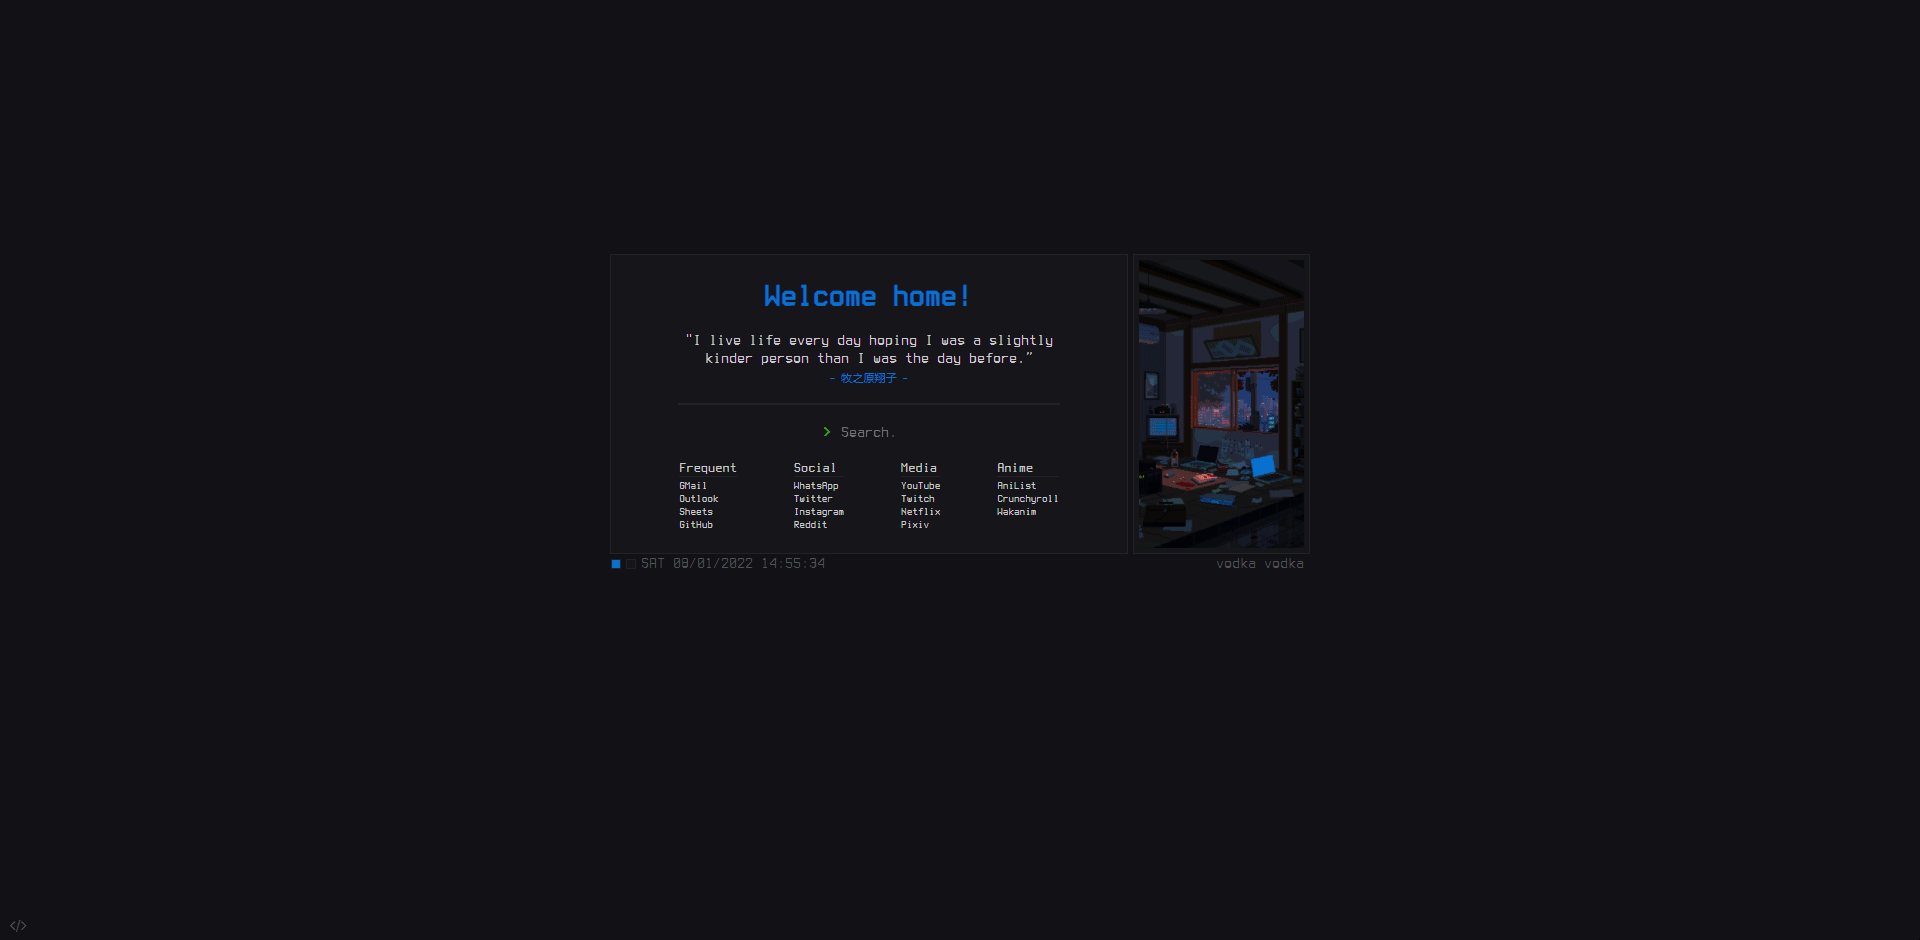 Welcome home!
"I live life every day hoping I was a slightly
kinder person than I was the day before."
- 牧之原翔子 -
> Search.
Frequent
GMail
Outlook
Sheets
GitHub
Social
WhatsApp
Twitter
Instagram
Reddit
Media
YouTube
Twitch
Netflix
Pixiv
Anime
AniList
Crunchyroll
Wakanim
SAT 08/01/2022 14:55:34
vodka vodka
</>